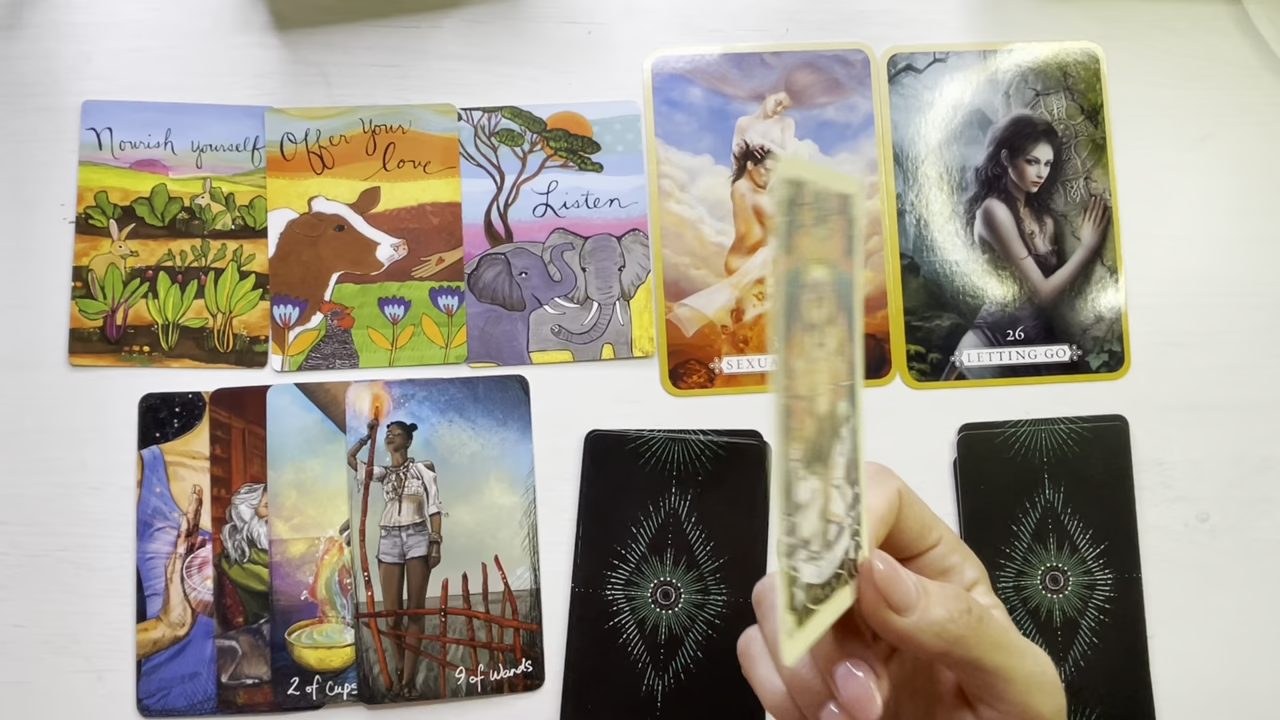 Nourish yourself
Offer Your
love
Listen
26
LETTING GO
2 of Cups
9 of Wands